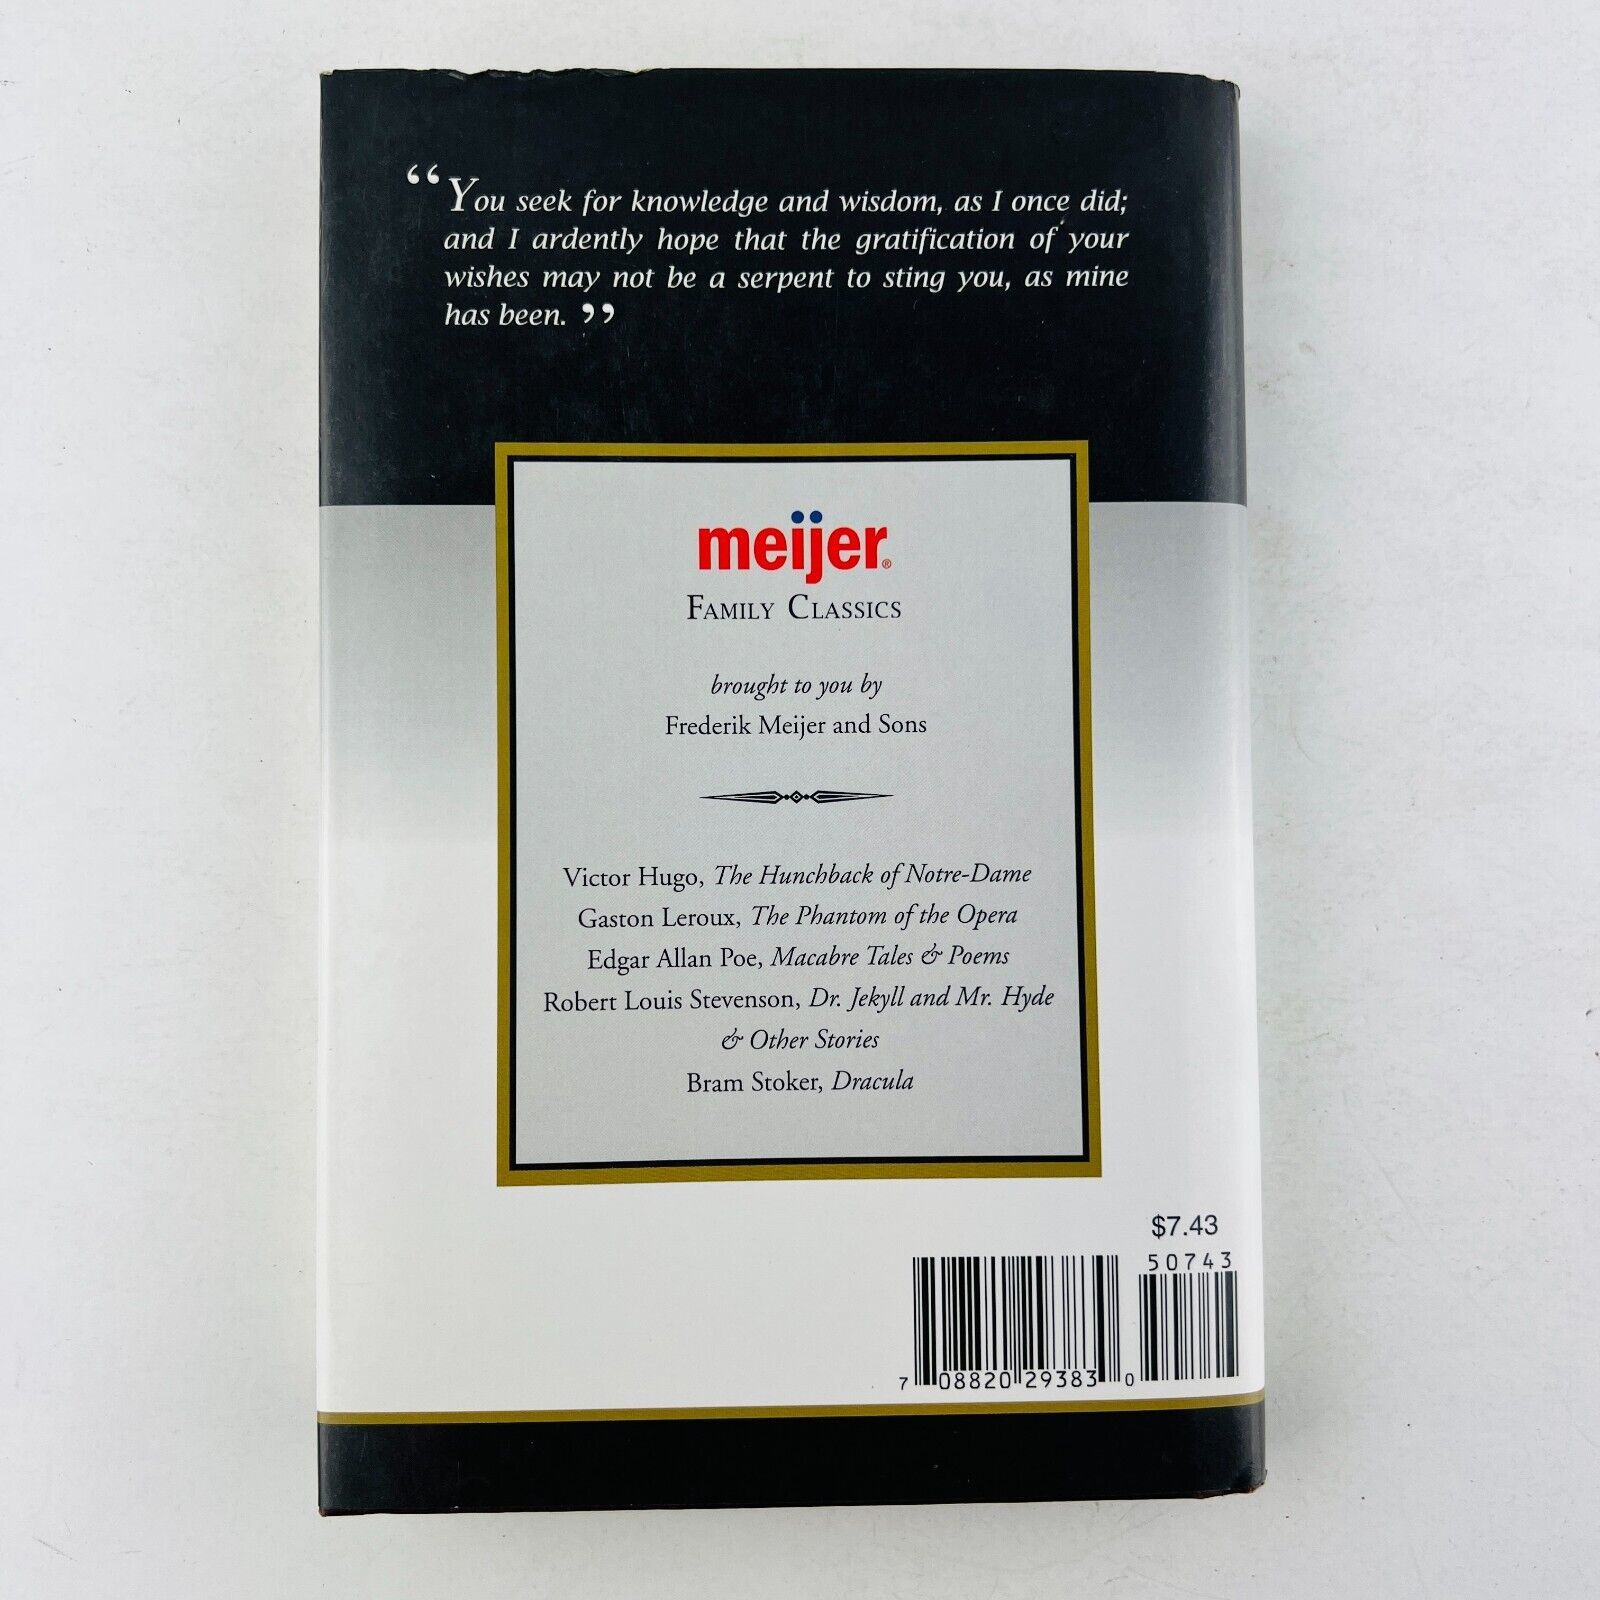 “You seek for knowledge and wisdom, as I once did;
and I ardently hope that the gratification of your
wishes may not be a serpent to sting you, as mine
has been.”
meijer®
Family Classics
brought to you by
Frederik Meijer and Sons
Victor Hugo, The Hunchback of Notre-Dame
Gaston Leroux, The Phantom of the Opera
Edgar Allan Poe, Macabre Tales & Poems
Robert Louis Stevenson, Dr. Jekyll and Mr. Hyde
& Other Stories
Bram Stoker, Dracula
$7.43
50743
7 08820 29383 0